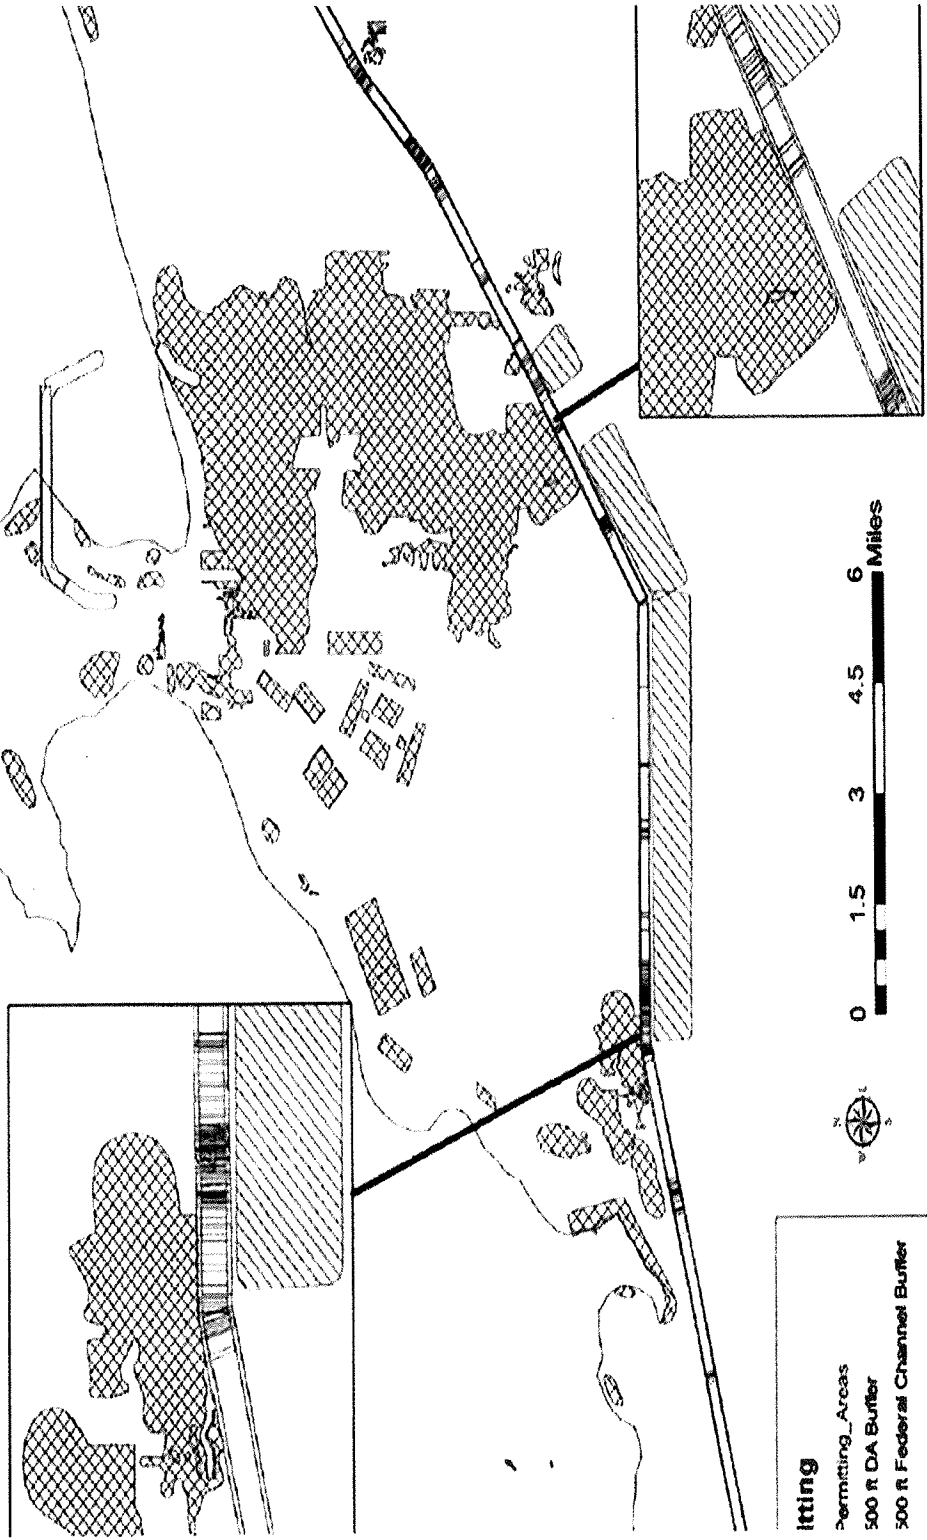 0 1.5 3 4.5 6
Miles
itting
Permitting_Areas
500 ft DA Buffer
500 ft Federal Channel Buffer